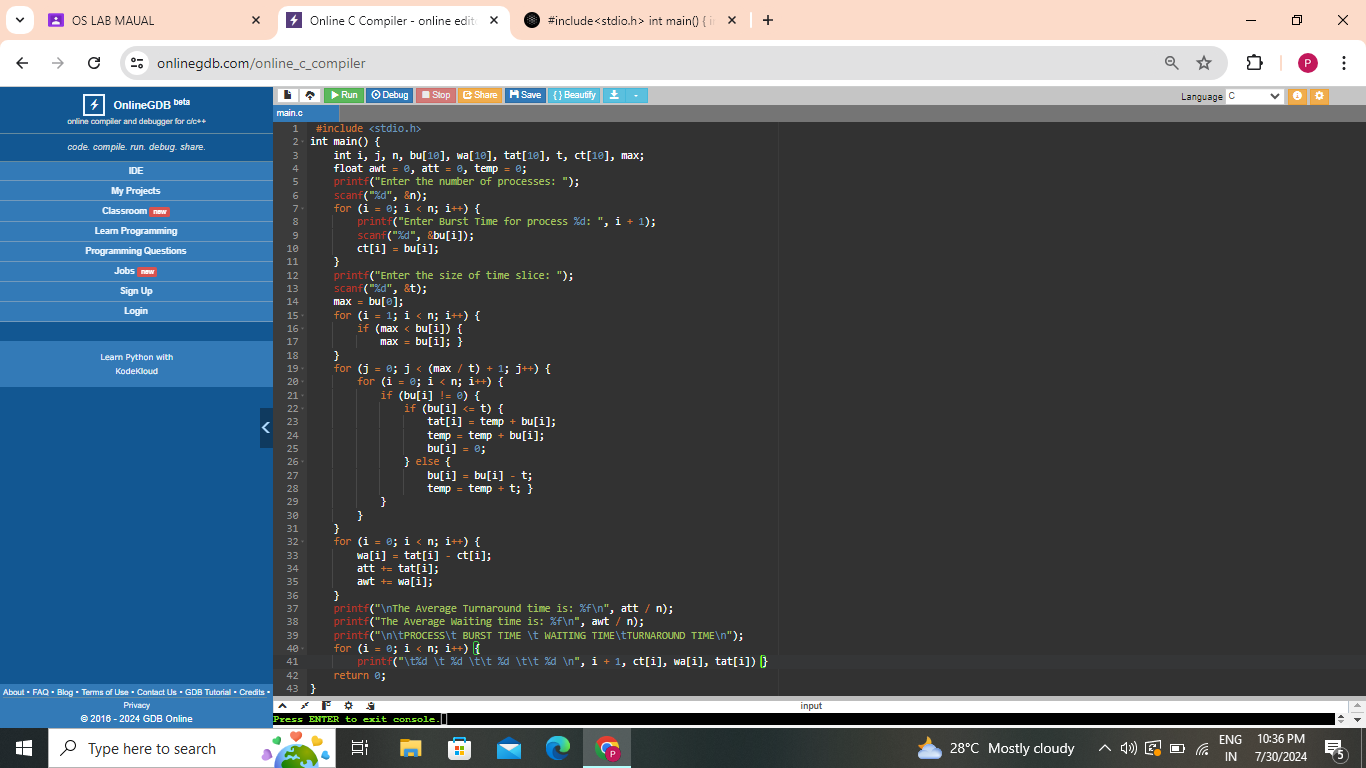 OS LAB MAUAL
Online C Compiler - online edit
#include<stdio.h> int main() { i
onlinegdb.com/online_c_compiler
P
OnlineGDB beta
online compiler and debugger for c/c++
code. compile. run. debug. share.
IDE
My Projects
Classroom new
Learn Programming
Programming Questions
Jobs new
Sign Up
Login
Learn Python with
KodeKloud
About • FAQ • Blog • Terms of Use • Contact Us • GDB Tutorial • Credits •
Privacy
© 2016 - 2024 GDB Online
Run Debug Stop Share Save { } Beautify
Language C
main.c
1 #include <stdio.h>
2 int main() {
3 int i, j, n, bu[10], wa[10], tat[10], t, ct[10], max;
4 float awt = 0, att = 0, temp = 0;
5 printf("Enter the number of processes: ");
6 scanf("%d", &n);
7 for (i = 0; i < n; i++) {
8 printf("Enter Burst Time for process %d: ", i + 1);
9 scanf("%d", &bu[i]);
10 ct[i] = bu[i];
11 }
12 printf("Enter the size of time slice: ");
13 scanf("%d", &t);
14 max = bu[0];
15 for (i = 1; i < n; i++) {
16 if (max < bu[i]) {
17 max = bu[i]; }
18 }
19 for (j = 0; j < (max / t) + 1; j++) {
20 for (i = 0; i < n; i++) {
21 if (bu[i] != 0) {
22 if (bu[i] <= t) {
23 tat[i] = temp + bu[i];
24 temp = temp + bu[i];
25 bu[i] = 0;
26 } else {
27 bu[i] = bu[i] - t;
28 temp = temp + t; }
29 }
30 }
31 }
32 for (i = 0; i < n; i++) {
33 wa[i] = tat[i] - ct[i];
34 att += tat[i];
35 awt += wa[i];
36 }
37 printf("\nThe Average Turnaround time is: %f\n", att / n);
38 printf("The Average Waiting time is: %f\n", awt / n);
39 printf("\n\tPROCESS\t BURST TIME \t WAITING TIME\tTURNAROUND TIME\n");
40 for (i = 0; i < n; i++) {
41 printf("\t%d \t %d \t\t %d \t\t %d \n", i + 1, ct[i], wa[i], tat[i]) }
42 return 0;
43 }
input
Press ENTER to exit console.
Type here to search
P
28°C Mostly cloudy
ENG
IN
10:36 PM
7/30/2024
5